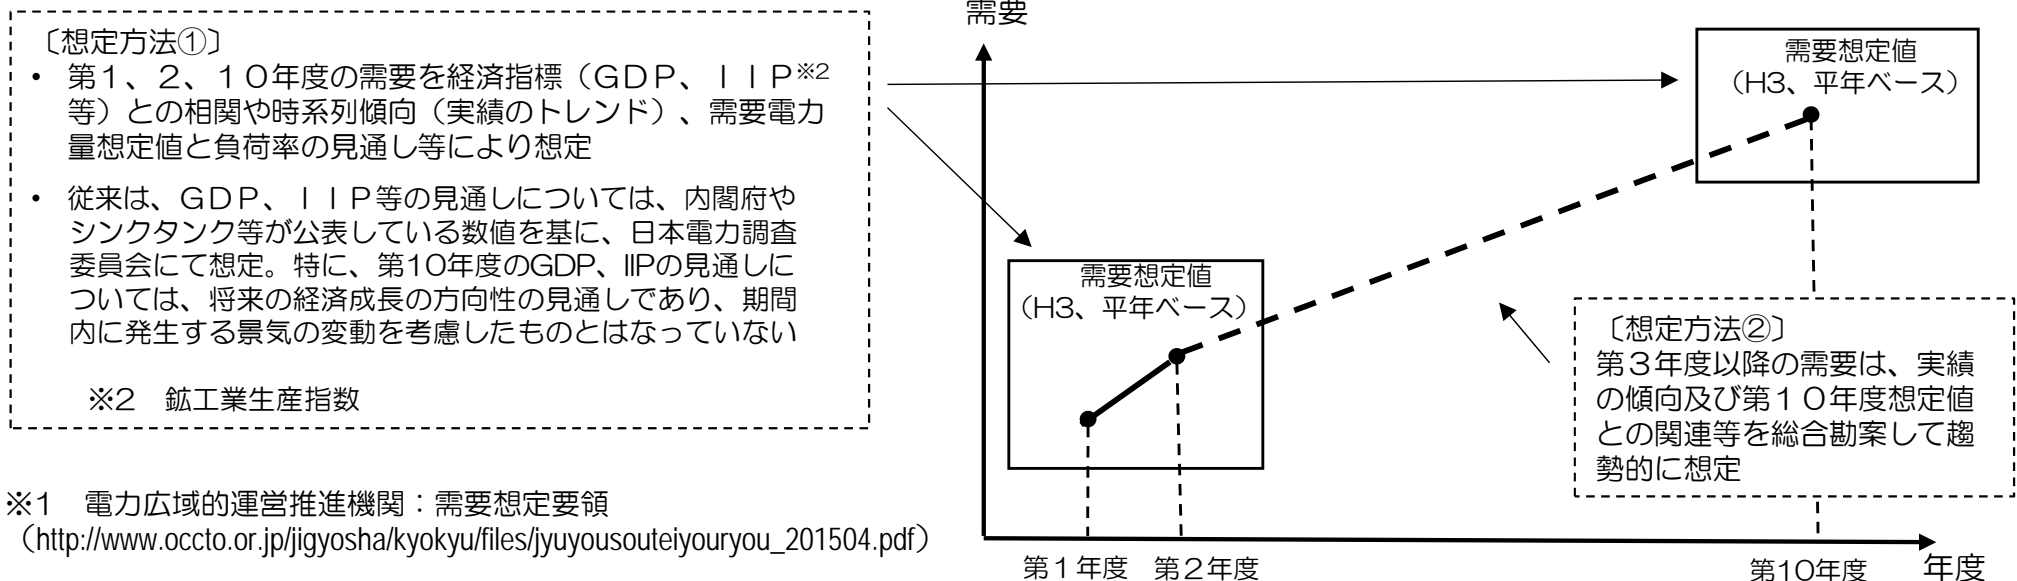 〔想定方法①〕
• 第１、２、１０年度の需要を経済指標（ＧＤＰ、ＩＩＰ※2
等）との相関や時系列傾向（実績のトレンド）、需要電力
量想定値と負荷率の見通し等により想定
• 従来は、ＧＤＰ、ＩＩＰ等の見通しについては、内閣府や
シンクタンク等が公表している数値を基に、日本電力調査
委員会にて想定。特に、第10年度のGDP、IIPの見通しに
ついては、将来の経済成長の方向性の見通しであり、期間
内に発生する景気の変動を考慮したものとはなっていない
※2　鉱工業生産指数
※1　電力広域的運営推進機関：需要想定要領
（http://www.occto.or.jp/jigyosha/kyokyu/files/jyuyousouteiyouryou_201504.pdf）
需要
需要想定値
（H3、平年ベース）
需要想定値
（H3、平年ベース）
〔想定方法②〕
第３年度以降の需要は、実績
の傾向及び第１０年度想定値
との関連等を総合勘案して趨
勢的に想定
第１年度
第２年度
第10年度
年度